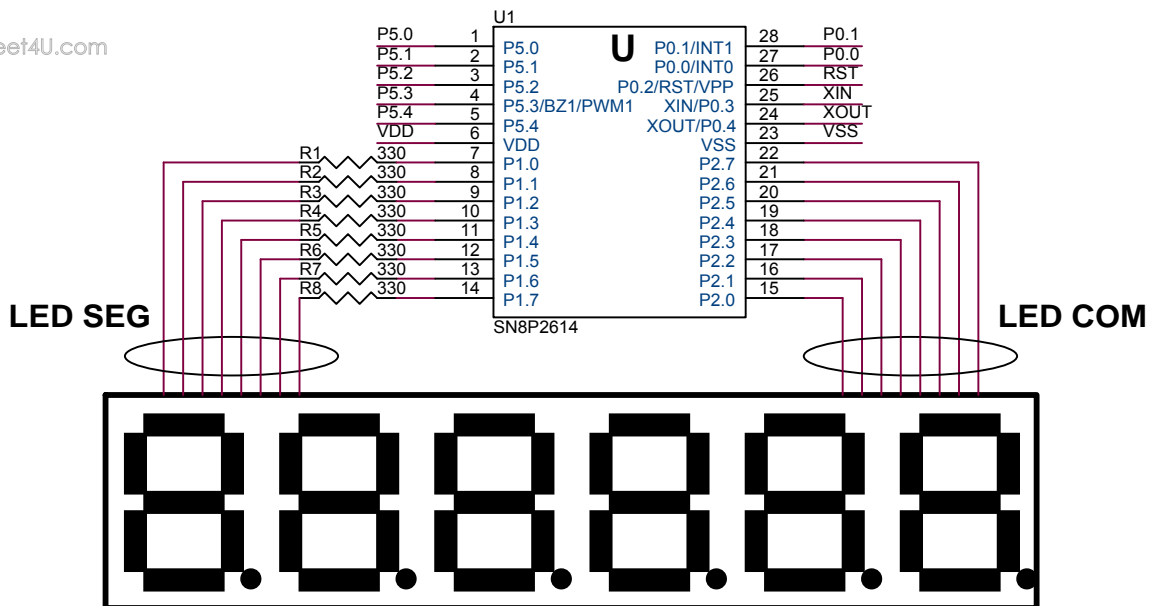 eet4U.com
U1
P5.0 1 P5.0 U P0.1/INT1 28 P0.1
P5.1 2 P5.1 P0.0/INT0 27 P0.0
P5.2 3 P5.2 P0.2/RST/VPP 26 RST
P5.3 4 P5.3/BZ1/PWM1 XIN/P0.3 25 XIN
P5.4 5 P5.4 XOUT/P0.4 24 XOUT
VDD 6 VDD VSS 23 VSS
R1 330 7 P1.0 P2.7 22
R2 330 8 P1.1 P2.6 21
R3 330 9 P1.2 P2.5 20
R4 330 10 P1.3 P2.4 19
R5 330 11 P1.4 P2.3 18
R6 330 12 P1.5 P2.2 17
R7 330 13 P1.6 P2.1 16
R8 330 14 P1.7 P2.0 15
SN8P2614
LED SEG
LED COM
8.8.8.8.8.8.